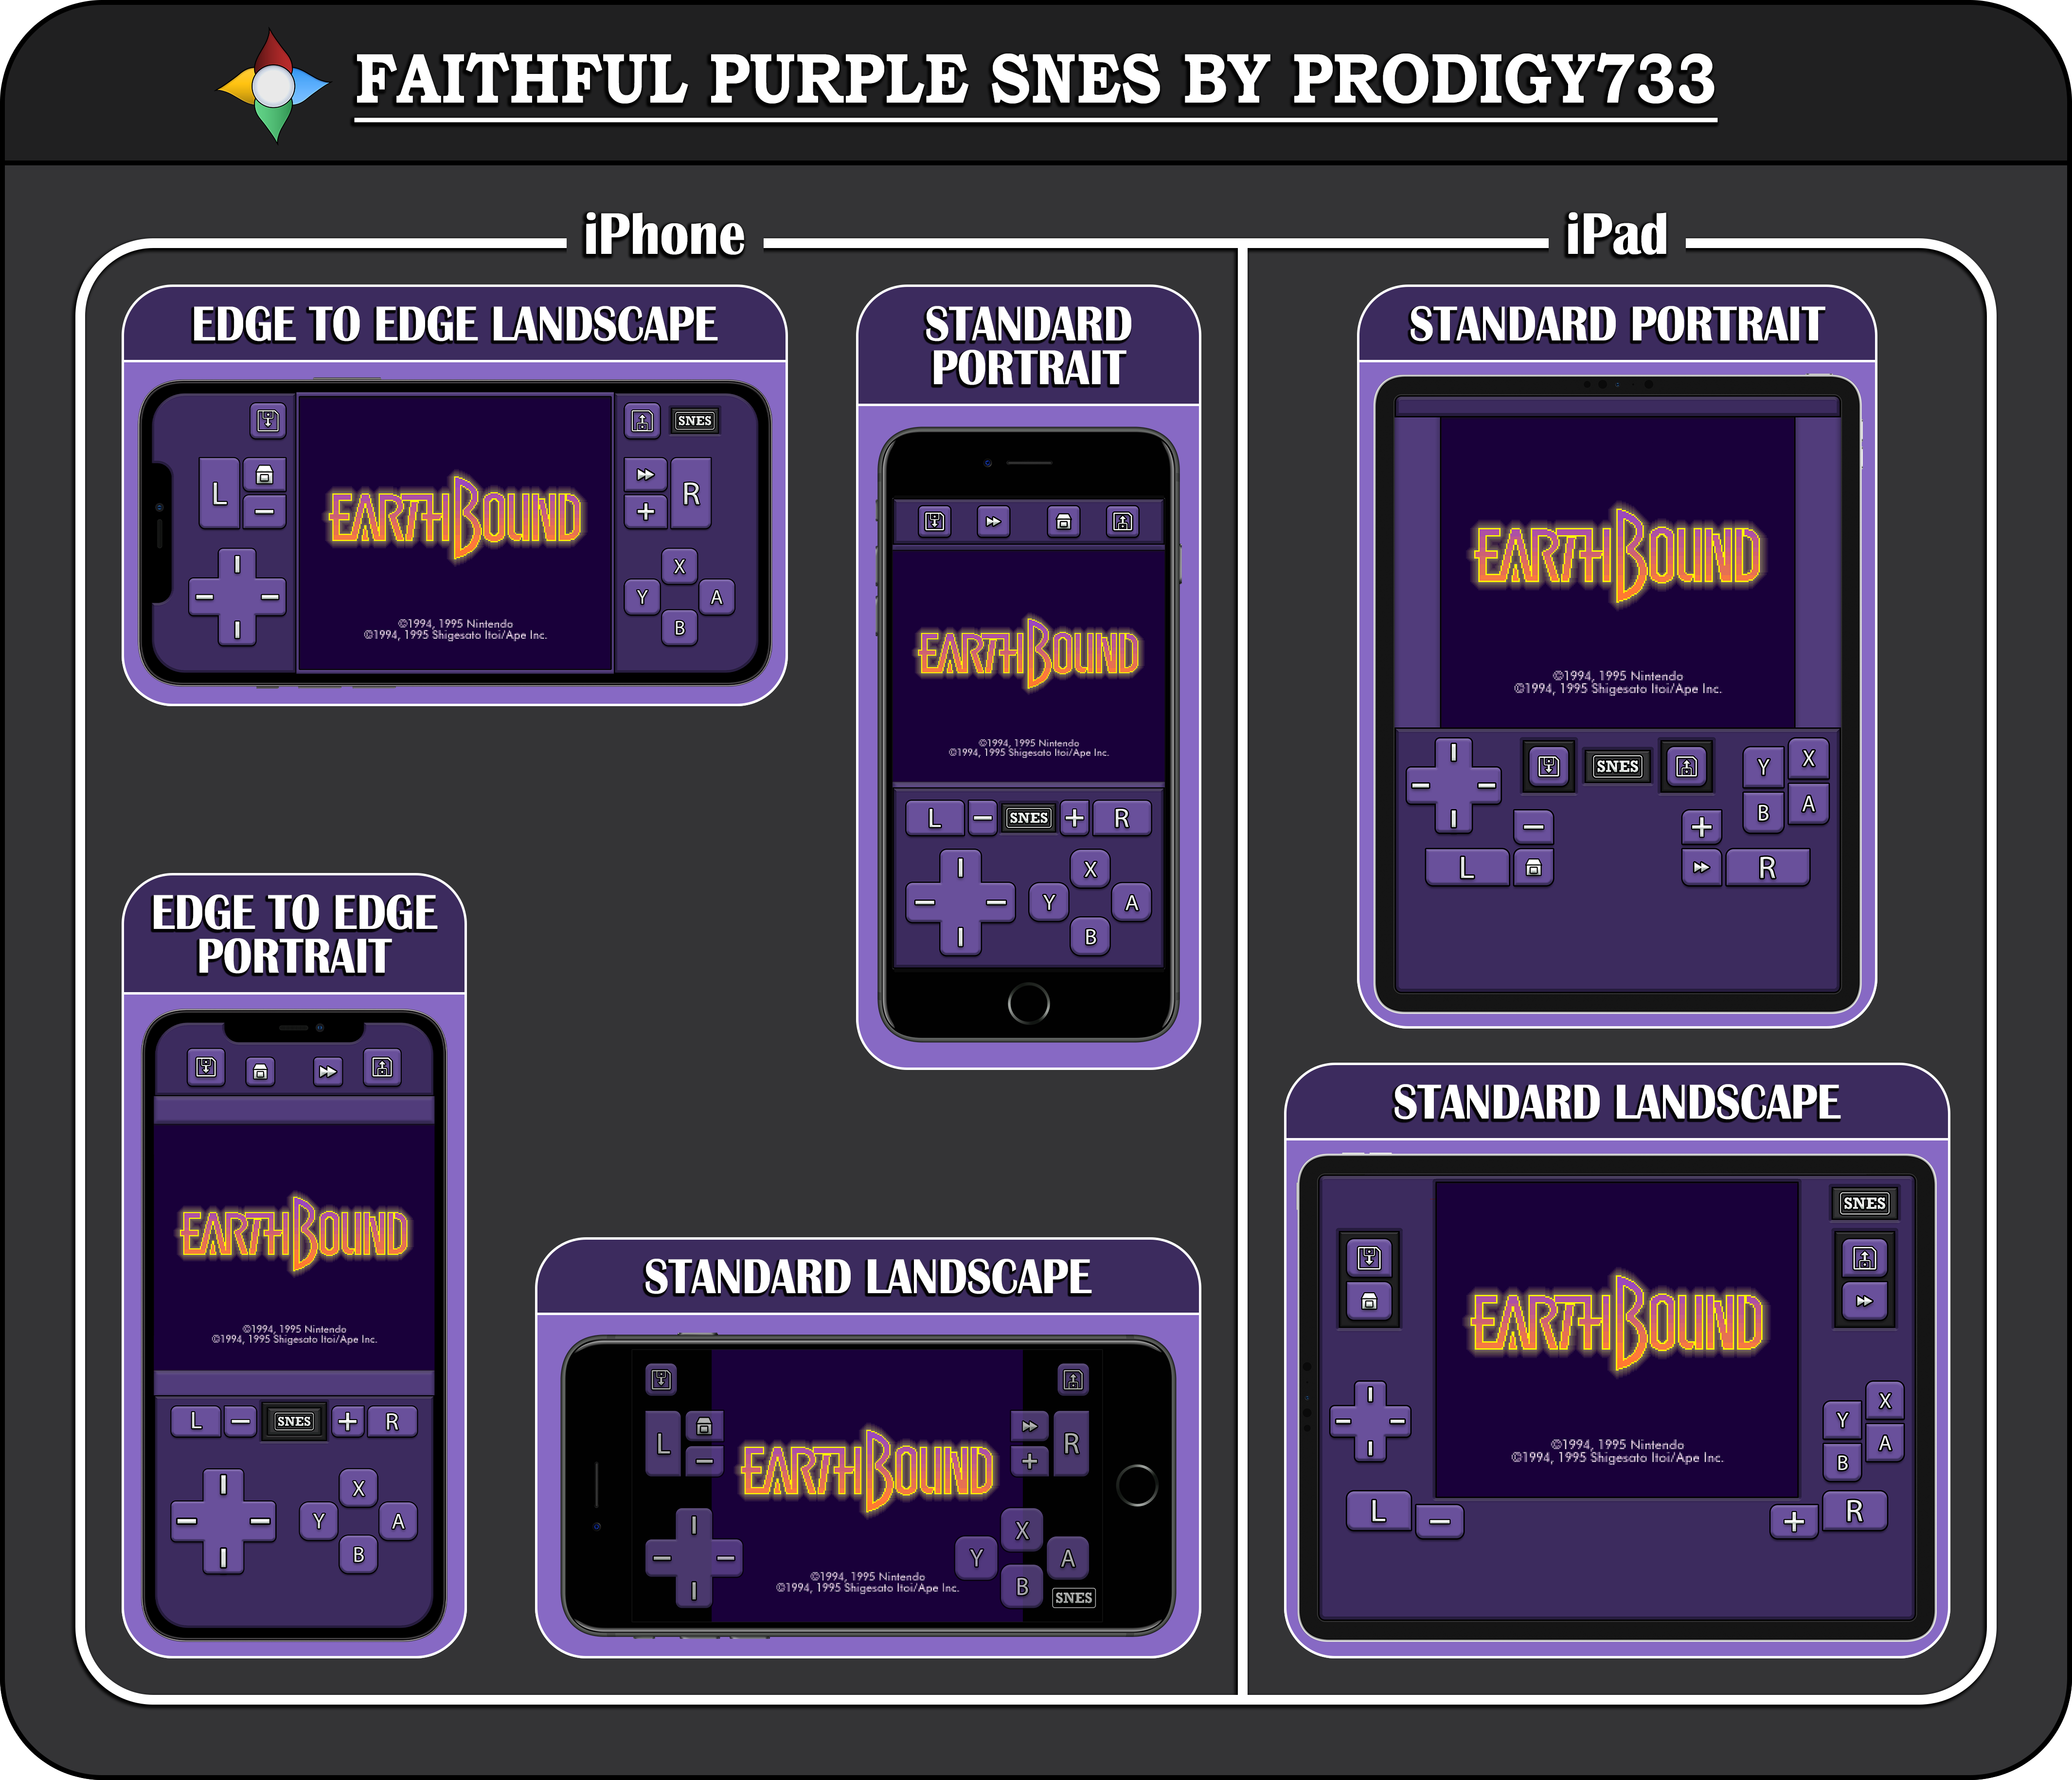 FAITHFUL PURPLE SNES BY PRODIGY733
iPhone
iPad
EDGE TO EDGE LANDSCAPE
SNES
L
R
X
Y
A
B
EARTHBOUND
©1994, 1995 Nintendo
©1994, 1995 Shigesato Itoi/Ape Inc.
STANDARD
PORTRAIT
EARTHBOUND
©1994, 1995 Nintendo
©1994, 1995 Shigesato Itoi/Ape Inc.
L
SNES
R
X
Y
A
B
STANDARD PORTRAIT
EARTHBOUND
©1994, 1995 Nintendo
©1994, 1995 Shigesato Itoi/Ape Inc.
SNES
Y
X
B
A
L
R
EDGE TO EDGE
PORTRAIT
EARTHBOUND
©1994, 1995 Nintendo
©1994, 1995 Shigesato Itoi/Ape Inc.
L
SNES
R
X
Y
A
B
STANDARD LANDSCAPE
L
R
EARTHBOUND
X
Y
A
B
©1994, 1995 Nintendo
©1994, 1995 Shigesato Itoi/Ape Inc.
SNES
STANDARD LANDSCAPE
SNES
EARTHBOUND
X
Y
A
B
©1994, 1995 Nintendo
©1994, 1995 Shigesato Itoi/Ape Inc.
L
R